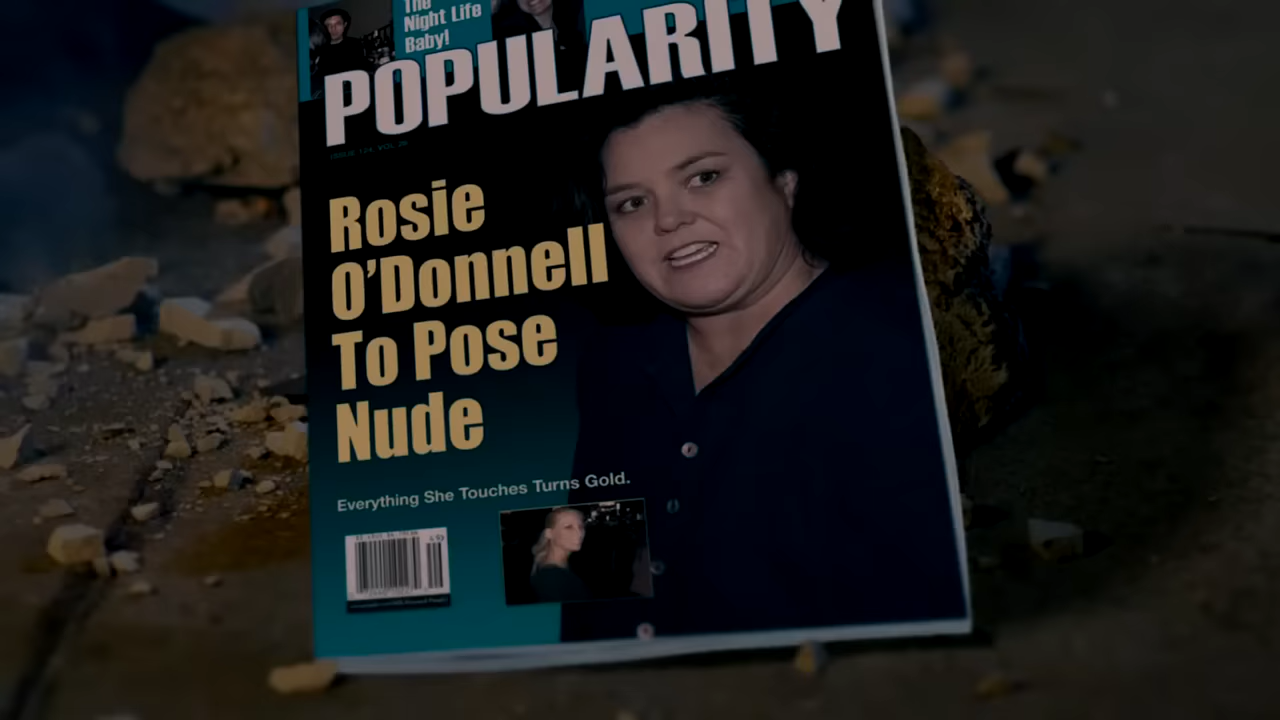 The
Night Life
Baby!
POPULARITY
Rosie
O'Donnell
To Pose
Nude
Everything She Touches Turns Gold.